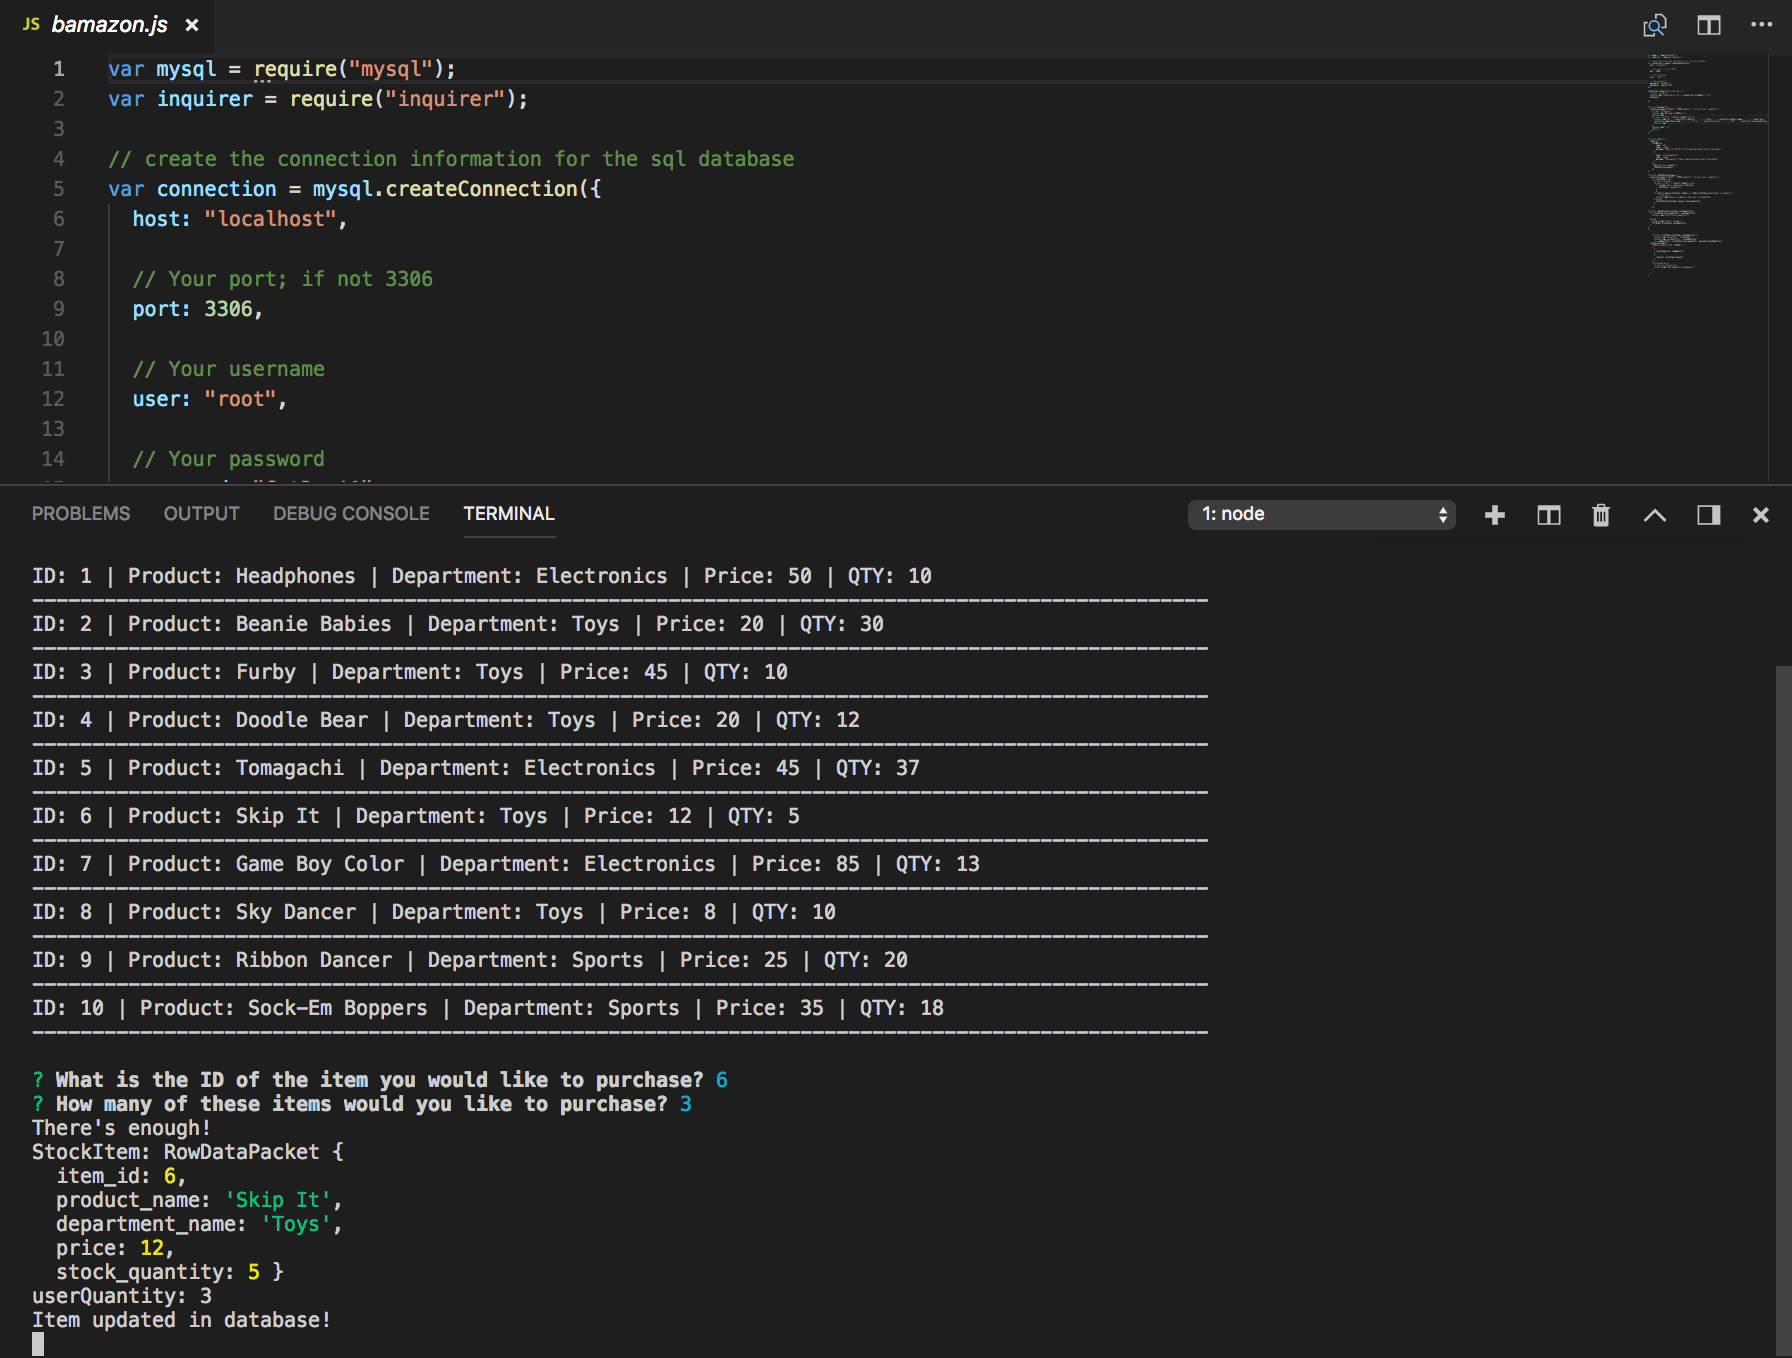 JS bamazon.js ×
1 var mysql = require("mysql");
2 var inquirer = require("inquirer");
3
4 // create the connection information for the sql database
5 var connection = mysql.createConnection({
6 host: "localhost",
7
8 // Your port; if not 3306
9 port: 3306,
10
11 // Your username
12 user: "root",
13
14 // Your password
PROBLEMS OUTPUT DEBUG CONSOLE TERMINAL 1: node
ID: 1 | Product: Headphones | Department: Electronics | Price: 50 | QTY: 10
--------------------------------------------------------------------------------------------------
ID: 2 | Product: Beanie Babies | Department: Toys | Price: 20 | QTY: 30
--------------------------------------------------------------------------------------------------
ID: 3 | Product: Furby | Department: Toys | Price: 45 | QTY: 10
--------------------------------------------------------------------------------------------------
ID: 4 | Product: Doodle Bear | Department: Toys | Price: 20 | QTY: 12
--------------------------------------------------------------------------------------------------
ID: 5 | Product: Tomagachi | Department: Electronics | Price: 45 | QTY: 37
--------------------------------------------------------------------------------------------------
ID: 6 | Product: Skip It | Department: Toys | Price: 12 | QTY: 5
--------------------------------------------------------------------------------------------------
ID: 7 | Product: Game Boy Color | Department: Electronics | Price: 85 | QTY: 13
--------------------------------------------------------------------------------------------------
ID: 8 | Product: Sky Dancer | Department: Toys | Price: 8 | QTY: 10
--------------------------------------------------------------------------------------------------
ID: 9 | Product: Ribbon Dancer | Department: Sports | Price: 25 | QTY: 20
--------------------------------------------------------------------------------------------------
ID: 10 | Product: Sock-Em Boppers | Department: Sports | Price: 35 | QTY: 18
--------------------------------------------------------------------------------------------------
? What is the ID of the item you would like to purchase? 6
? How many of these items would you like to purchase? 3
There's enough!
StockItem: RowDataPacket {
item_id: 6,
product_name: 'Skip It',
department_name: 'Toys',
price: 12,
stock_quantity: 5 }
userQuantity: 3
Item updated in database!